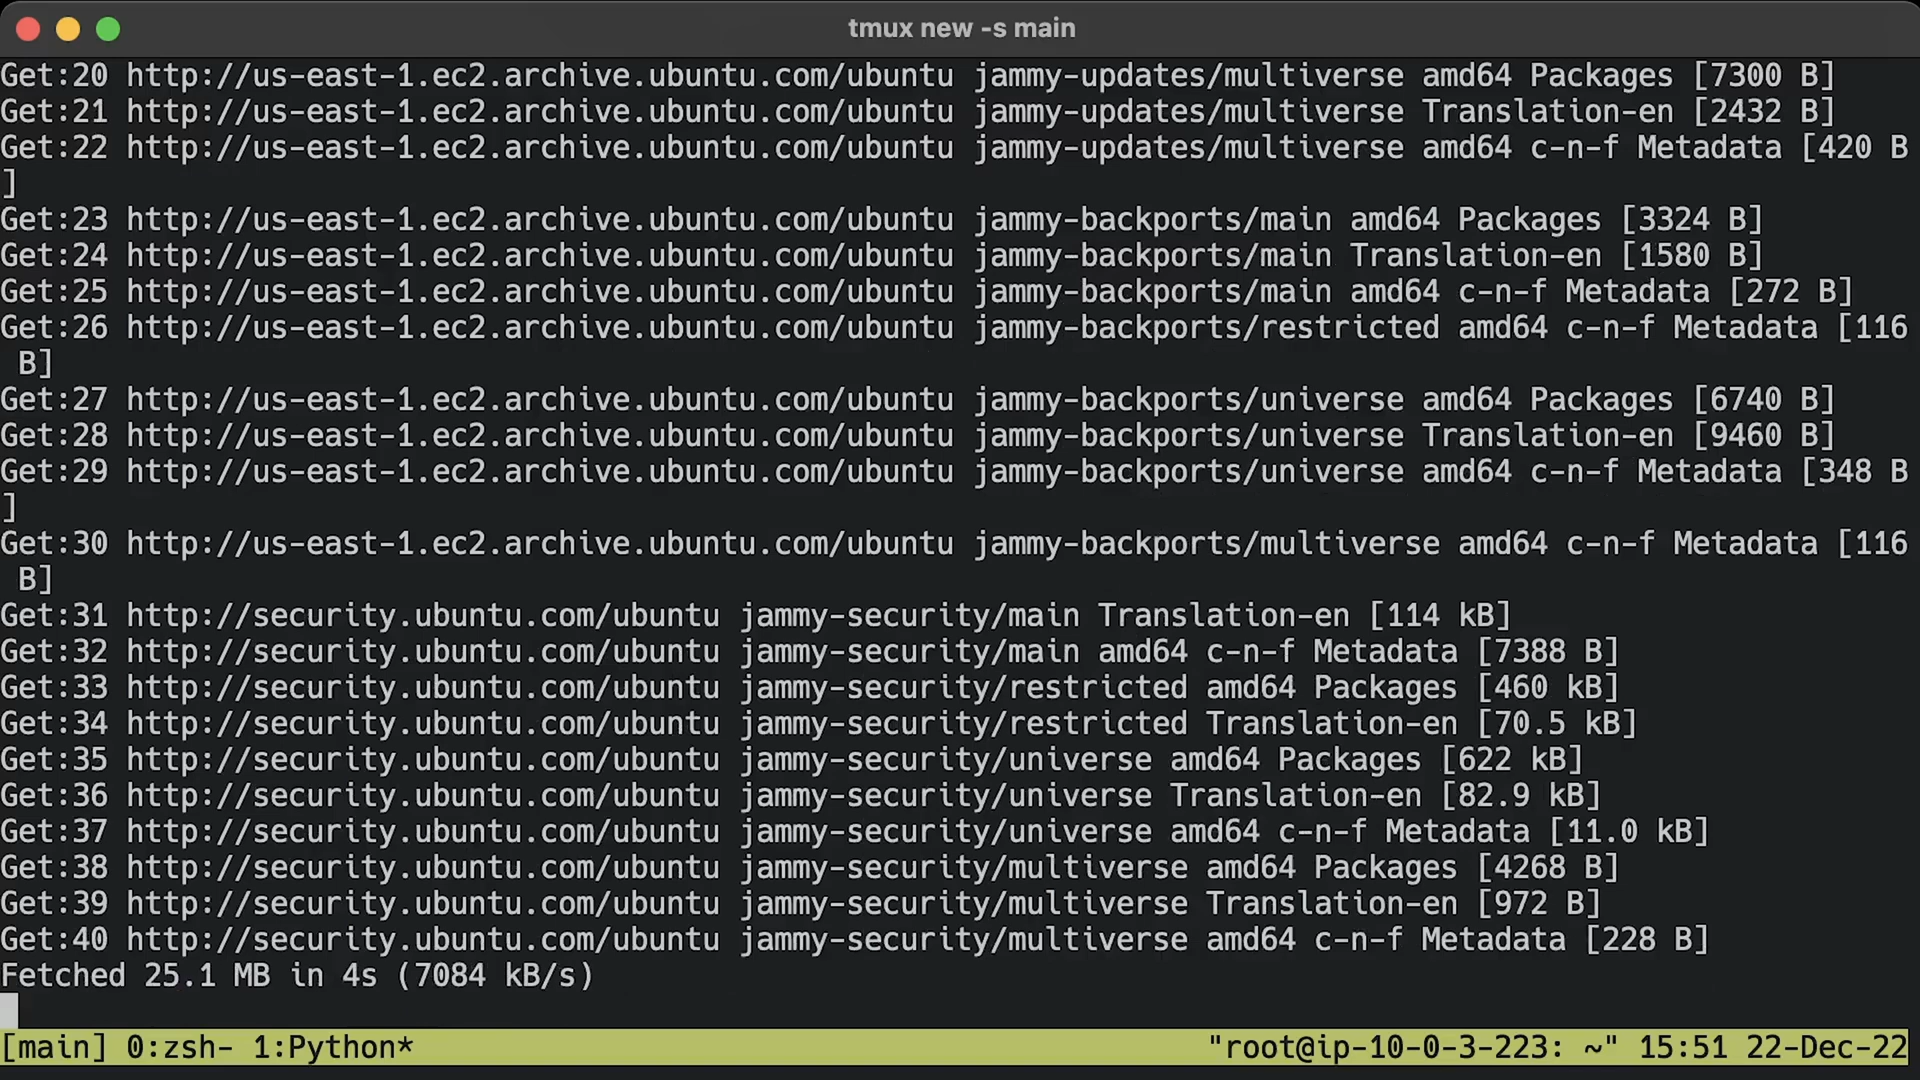 tmux new -s main
Get:20 http://us-east-1.ec2.archive.ubuntu.com/ubuntu jammy-updates/multiverse amd64 Packages [7300 B]
Get:21 http://us-east-1.ec2.archive.ubuntu.com/ubuntu jammy-updates/multiverse Translation-en [2432 B]
Get:22 http://us-east-1.ec2.archive.ubuntu.com/ubuntu jammy-updates/multiverse amd64 c-n-f Metadata [420 B
]
Get:23 http://us-east-1.ec2.archive.ubuntu.com/ubuntu jammy-backports/main amd64 Packages [3324 B]
Get:24 http://us-east-1.ec2.archive.ubuntu.com/ubuntu jammy-backports/main Translation-en [1580 B]
Get:25 http://us-east-1.ec2.archive.ubuntu.com/ubuntu jammy-backports/main amd64 c-n-f Metadata [272 B]
Get:26 http://us-east-1.ec2.archive.ubuntu.com/ubuntu jammy-backports/restricted amd64 c-n-f Metadata [116
 B]
Get:27 http://us-east-1.ec2.archive.ubuntu.com/ubuntu jammy-backports/universe amd64 Packages [6740 B]
Get:28 http://us-east-1.ec2.archive.ubuntu.com/ubuntu jammy-backports/universe Translation-en [9460 B]
Get:29 http://us-east-1.ec2.archive.ubuntu.com/ubuntu jammy-backports/universe amd64 c-n-f Metadata [348 B
]
Get:30 http://us-east-1.ec2.archive.ubuntu.com/ubuntu jammy-backports/multiverse amd64 c-n-f Metadata [116
 B]
Get:31 http://security.ubuntu.com/ubuntu jammy-security/main Translation-en [114 kB]
Get:32 http://security.ubuntu.com/ubuntu jammy-security/main amd64 c-n-f Metadata [7388 B]
Get:33 http://security.ubuntu.com/ubuntu jammy-security/restricted amd64 Packages [460 kB]
Get:34 http://security.ubuntu.com/ubuntu jammy-security/restricted Translation-en [70.5 kB]
Get:35 http://security.ubuntu.com/ubuntu jammy-security/universe amd64 Packages [622 kB]
Get:36 http://security.ubuntu.com/ubuntu jammy-security/universe Translation-en [82.9 kB]
Get:37 http://security.ubuntu.com/ubuntu jammy-security/universe amd64 c-n-f Metadata [11.0 kB]
Get:38 http://security.ubuntu.com/ubuntu jammy-security/multiverse amd64 Packages [4268 B]
Get:39 http://security.ubuntu.com/ubuntu jammy-security/multiverse Translation-en [972 B]
Get:40 http://security.ubuntu.com/ubuntu jammy-security/multiverse amd64 c-n-f Metadata [228 B]
Fetched 25.1 MB in 4s (7084 kB/s)
[main] 0:zsh- 1:Python* "root@ip-10-0-3-223: ~" 15:51 22-Dec-22